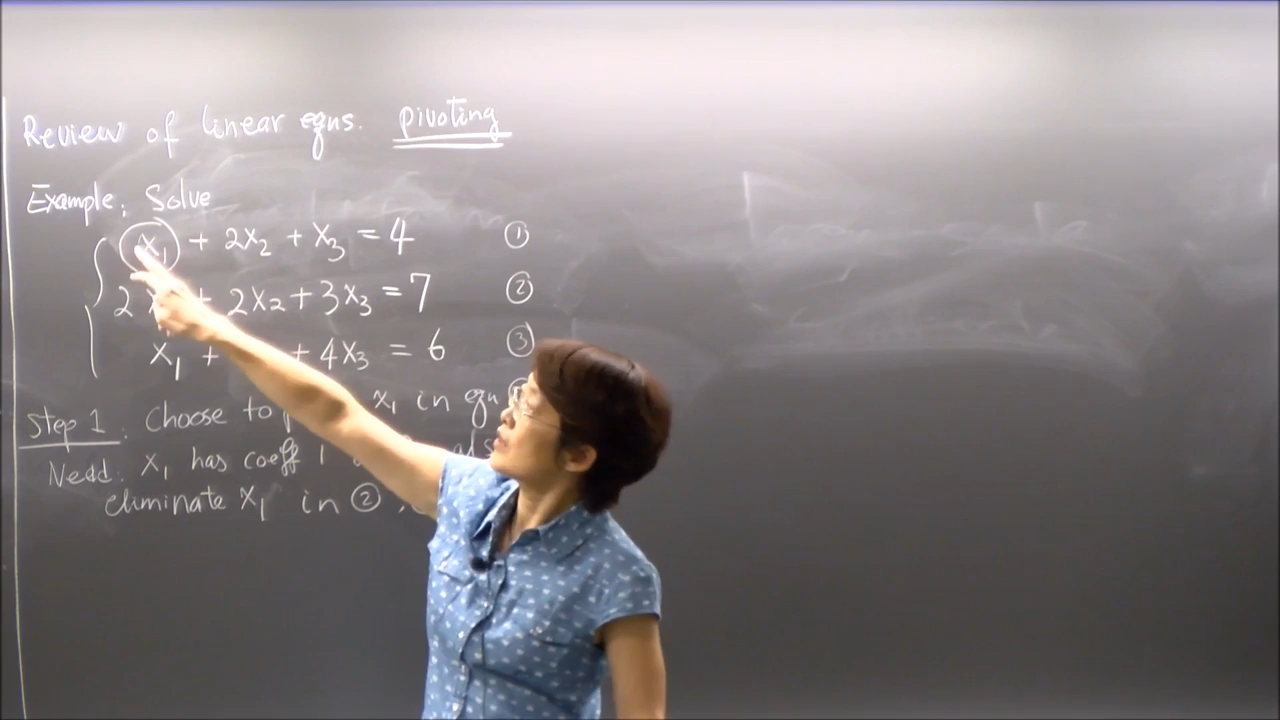 Review of linear eqns. pivoting
Example: Solve
x₁ + 2x₂ + x₃ = 4 ①
2 x + 2x₂ + 3x₃ = 7 ②
x₁ + + 4x₃ = 6 ③
Step 1: Choose to x₁ in eqn
Need: x₁ has coeff 1
eliminate x₁ in ② ,